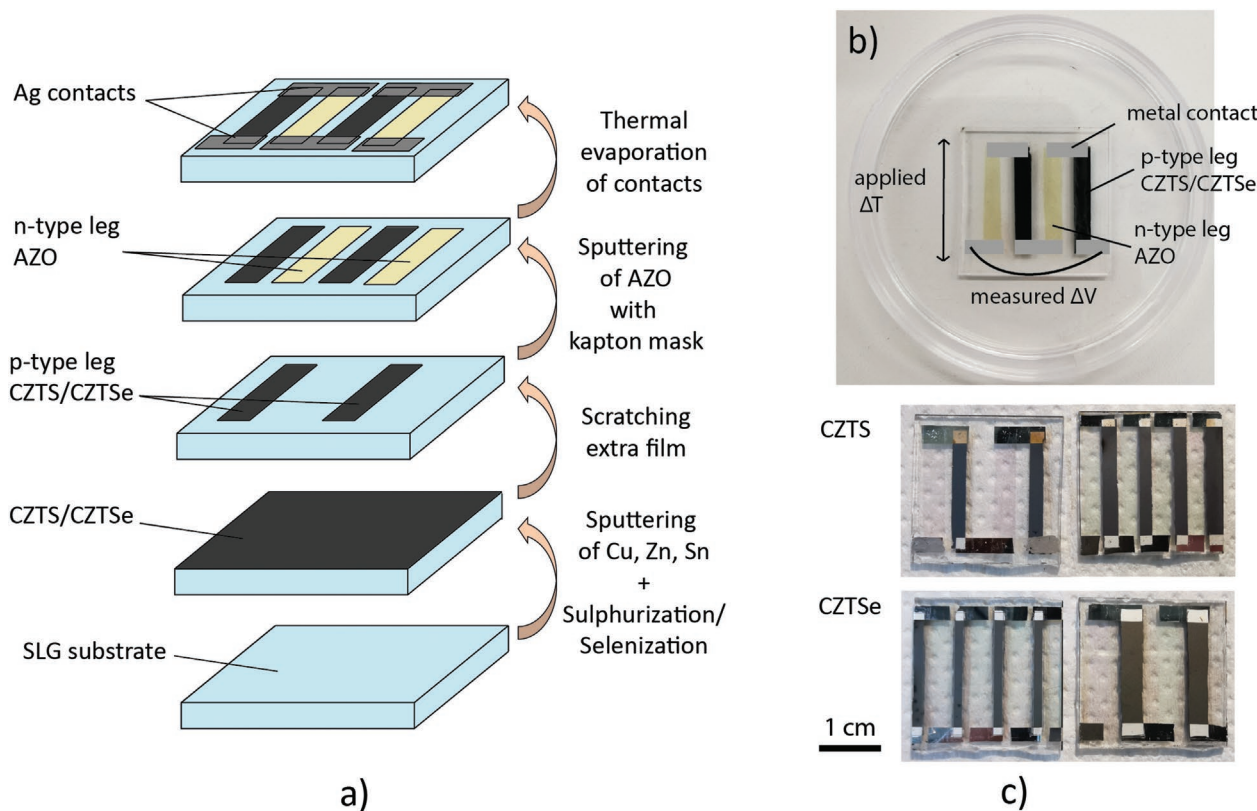 Ag contacts
Thermal
evaporation
of contacts
n-type leg
AZO
Sputtering
of AZO
with
kapton mask
p-type leg
CZTS/CZTSe
Scratching
extra film
CZTS/CZTSe
Sputtering
of Cu, Zn, Sn
+
Sulphurization/
Selenization
SLG substrate
a)
b)
metal contact
applied
ΔT
p-type leg
CZTS/CZTSe
n-type leg
AZO
measured ΔV
CZTS
CZTSe
1 cm
c)